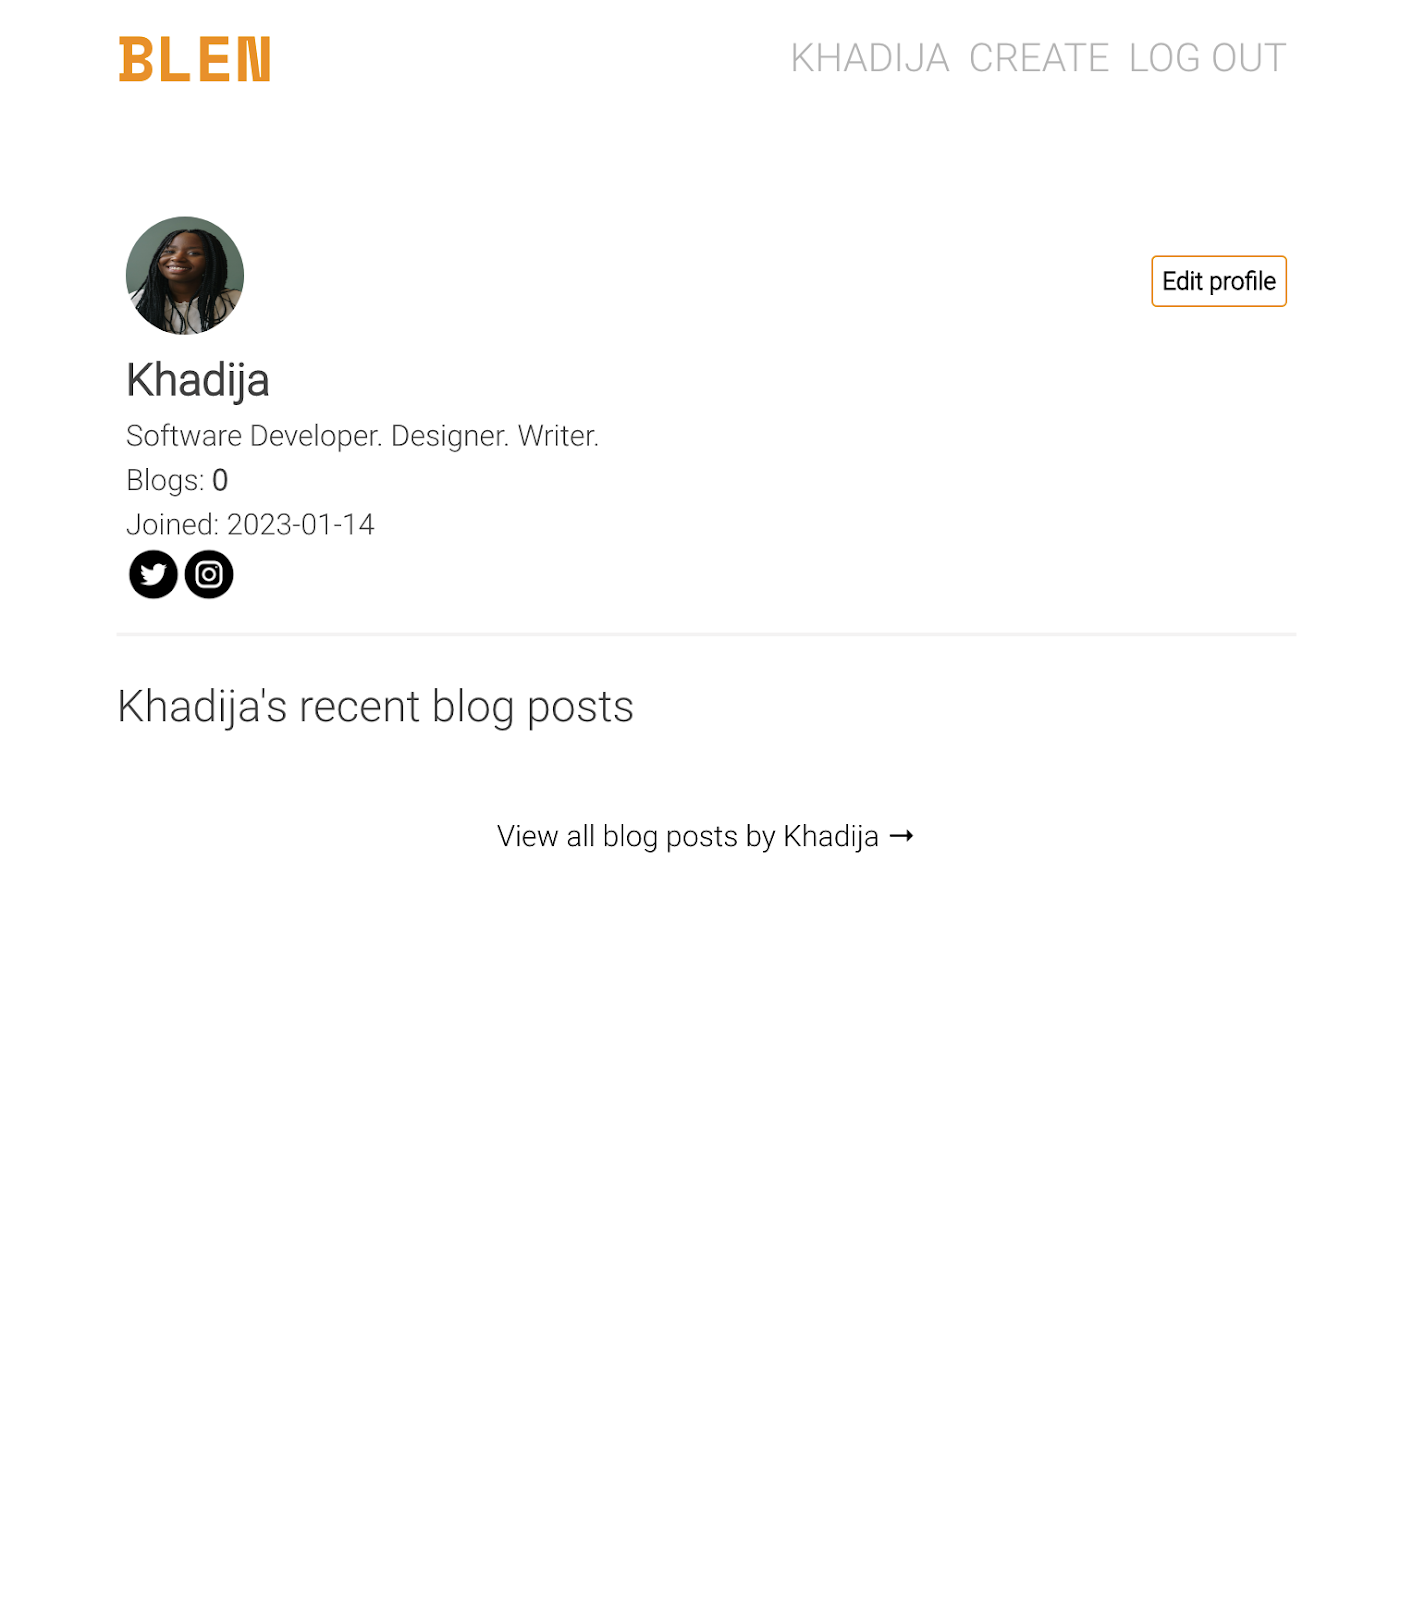 BLEN
KHADIJA CREATE LOG OUT
Edit profile
Khadija
Software Developer. Designer. Writer.
Blogs: 0
Joined: 2023-01-14
Khadija's recent blog posts
View all blog posts by Khadija →